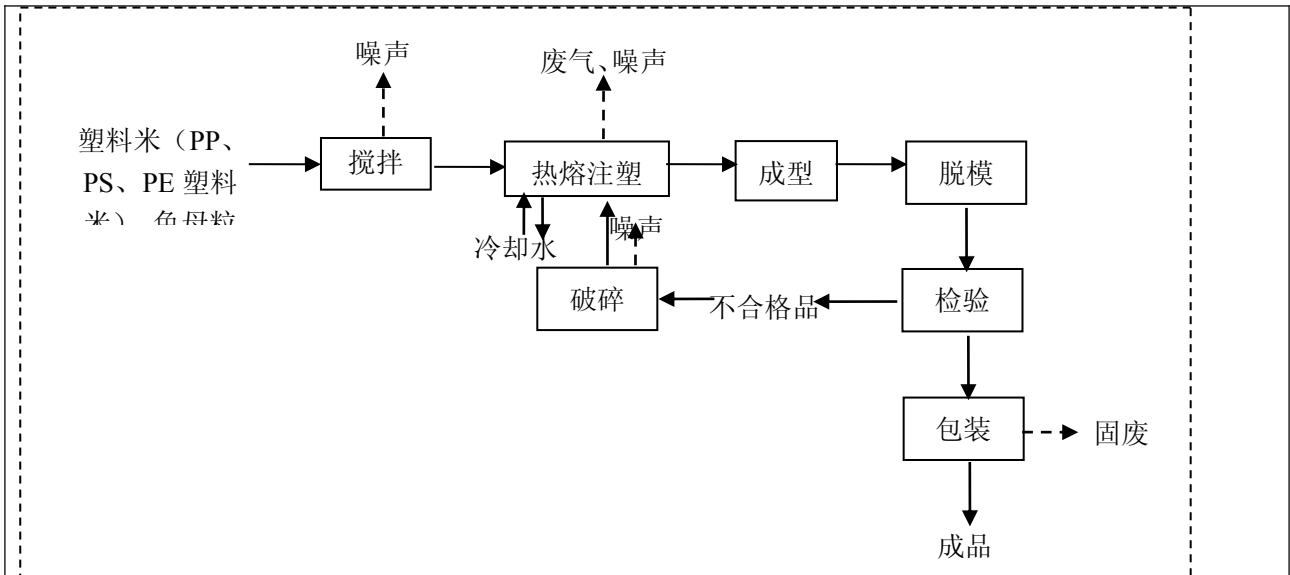 噪声
废气、噪声
塑料米（PP、
PS、PE 塑料
搅拌
热熔注塑
成型
脱模
噪声
冷却水
破碎
不合格品
检验
包装
固废
成品